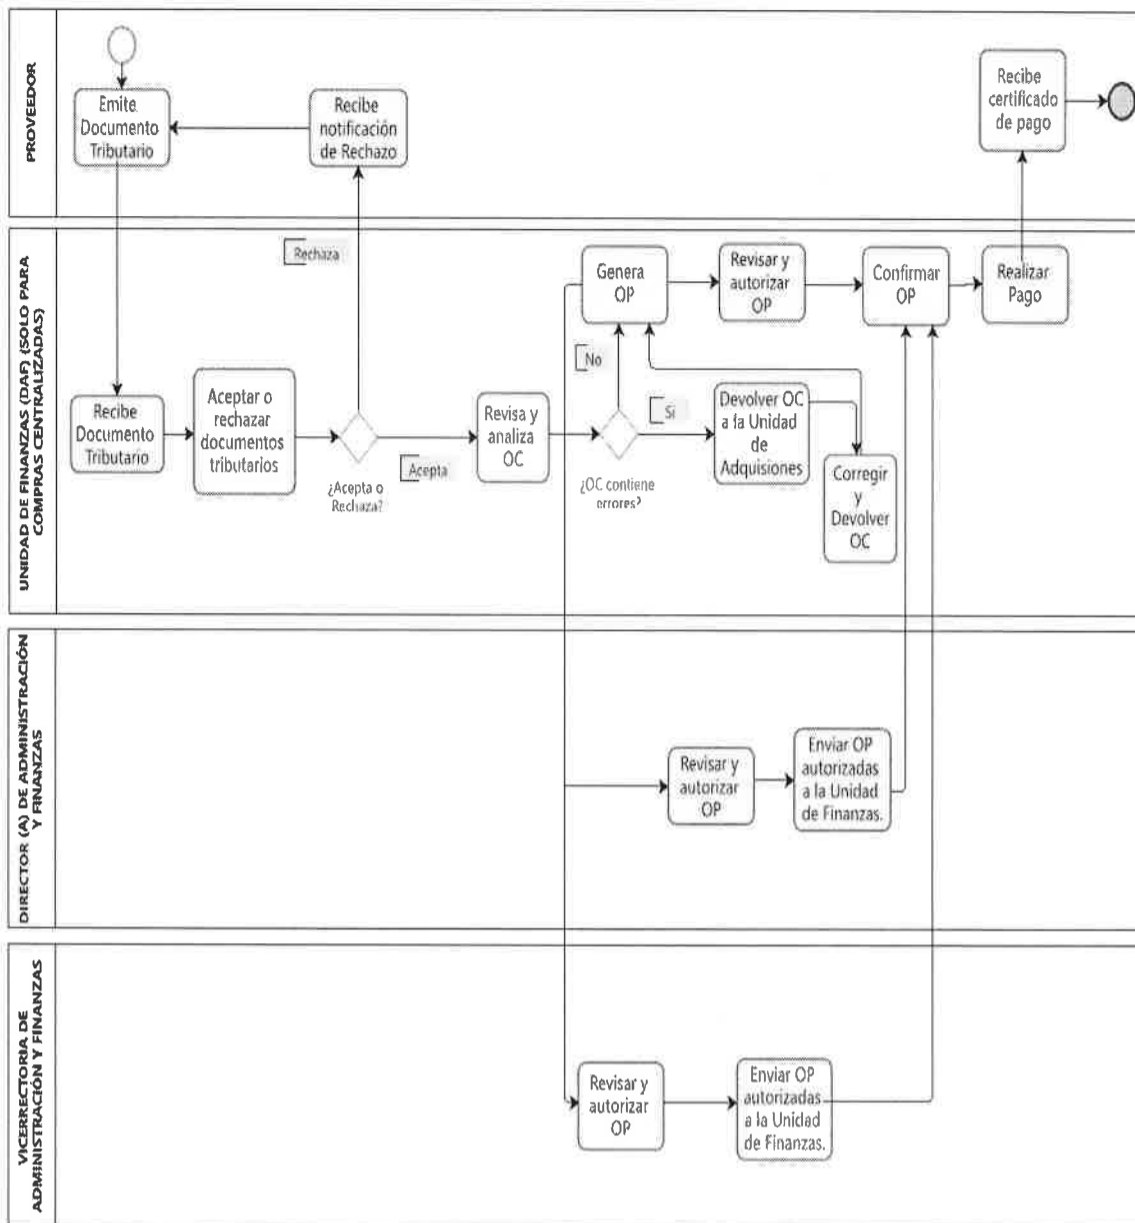 PROVEEDOR
Emite
Documento
Tributario
Recibe
notificación
de Rechazo
Recibe
certificado
de pago
UNIDAD DE FINANZAS (DAF) (SOLO PARA
COMPRAS CENTRALIZADAS)
Rechaza
Genera
OP
Revisar y
autorizar
OP
Confirmar
OP
Realizar
Pago
No
Si
Recibe
Documento
Tributario
Aceptar o
rechazar
documentos
tributarios
¿Acepta o
Rechaza?
Acepta
Revisa y
analiza
OC
¿OC contiene
errores?
Devolver OC
a la Unidad
de
Adquisiones
Corregir
y
Devolver
OC
DIRECTOR (A) DE ADMINISTRACIÓN
Y FINANZAS
Revisar y
autorizar
OP
Enviar OP
autorizadas
a la Unidad
de Finanzas.
VICERRECTORIA DE
ADMINISTRACIÓN Y FINANZAS
Revisar y
autorizar
OP
Enviar OP
autorizadas
a la Unidad
de Finanzas.